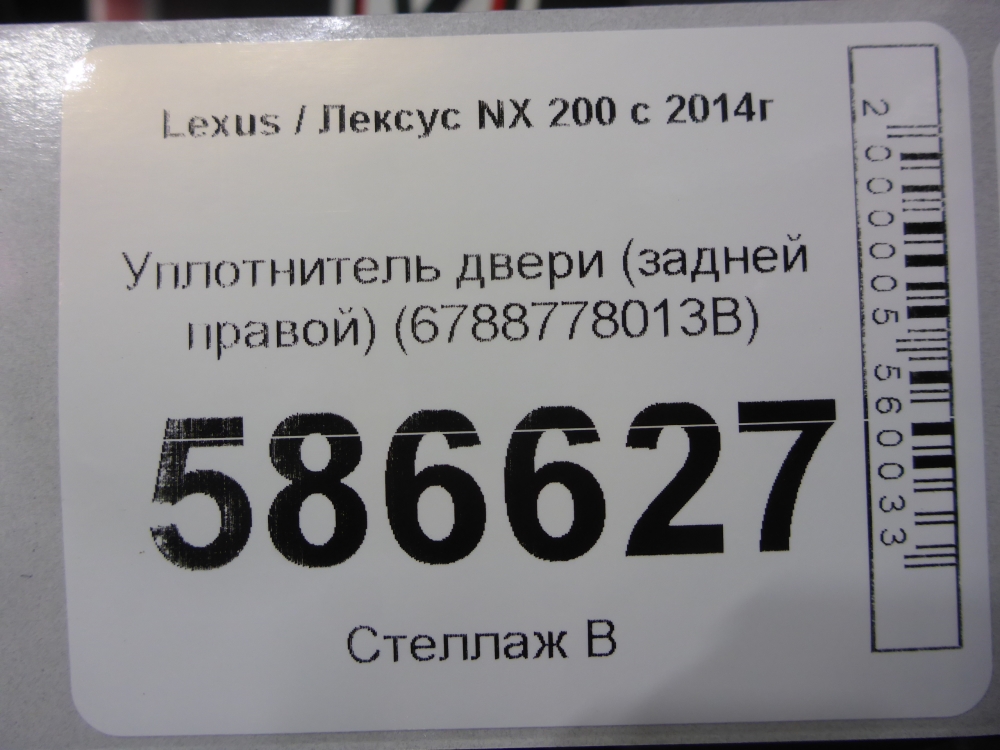 Lexus / Лексус NX 200 с 2014г
Уплотнитель двери (задней
правой) (6788778013B)
586627
Стеллаж В
2000005560033